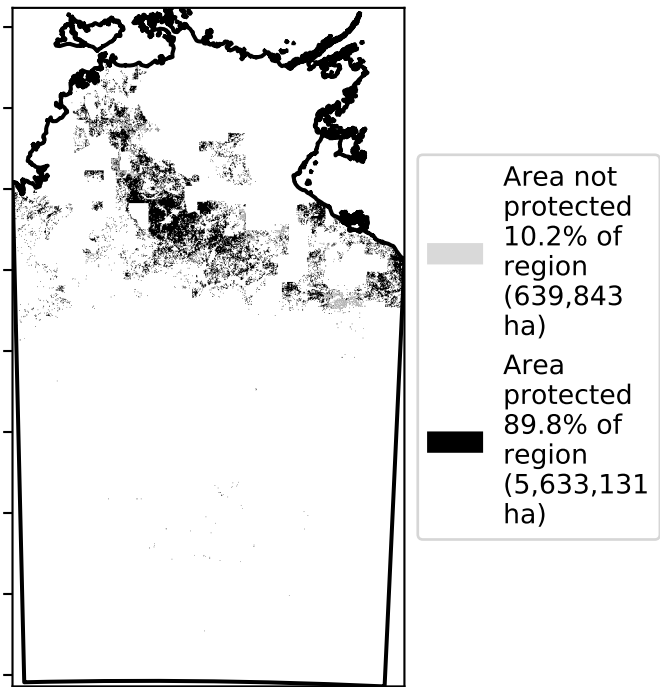 Area not
protected
10.2% of
region
(639,843
ha)
Area
protected
89.8% of
region
(5,633,131
ha)